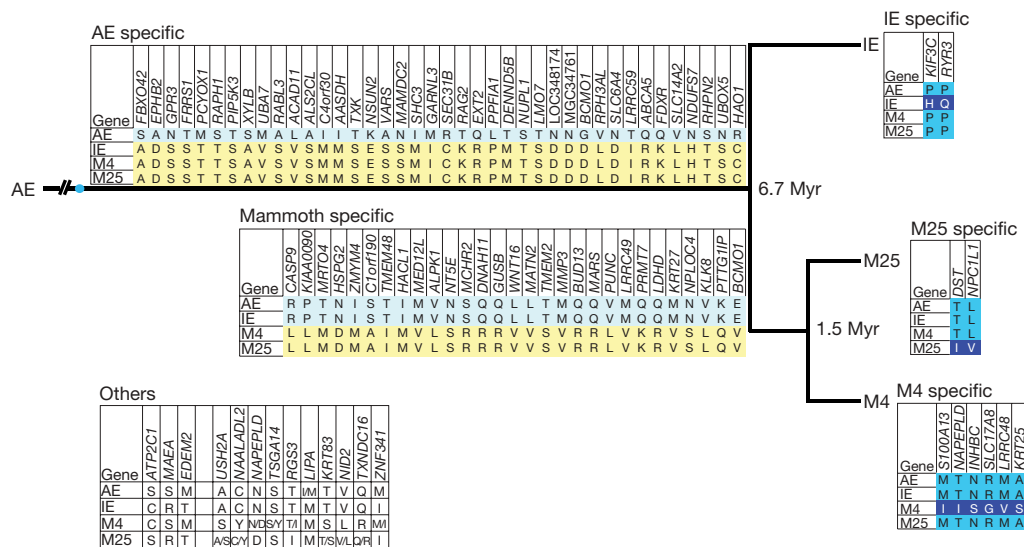 AE specific
Gene FBXO42 EPHB2 GPR3 FRRS1 PCYOX1 RAPH1 PIP5K3 XYLB UBA7 RABL3 ACAD11 ALS2CL C4orf30 AASDH TXK NSUN2 VARS MAMDC2 SHC3 GARNL3 SEC31B RAG2 EXT2 PPFIA1 DENND5B NUPL1 LMO7 LOC348174 MGC34761 BCMO1 RPH3AL SLC6A4 LRRC59 ABCA5 FDXR SLC14A2 NDUFS7 RHPN2 UBOX5 HAO1
AE S A N T M S T S M A L A I I T K A N I M R T Q L T S T N N G V N T Q Q V N S N R
IE A D S S T T S A V S V S M M S E S S M I C K R P M T S D D D L D I R K L H T S C
M4 A D S S T T S A V S V S M M S E S S M I C K R P M T S D D D L D I R K L H T S C
M25 A D S S T T S A V S V S M M S E S S M I C K R P M T S D D D L D I R K L H T S C
IE
IE specific
Gene KIF3C RYR3
AE P P
IE H Q
M4 P P
M25 P P
AE
6.7 Myr
Mammoth specific
Gene CASP9 KIAA0090 MRTO4 HSPG2 ZMYM4 C1orf190 TMEM48 HACL1 MED12L ALPK1 NT5E MCHR2 DNAH11 GUSB WNT16 MATN2 TMEM2 MMP3 BUD13 MARS PUNC LRRC49 PRMT7 LDHD KRT27 NPLOC4 KLK8 PTTG1IP BCMO1
AE R P T N I S T I M V N S Q Q L L T M Q Q V M Q Q M N V K E
IE R P T N I S T I M V N S Q Q L L T M Q Q V M Q Q M N V K E
M4 L L M D M A I M V L S R R R V V S V R R L V K R V S L Q V
M25 L L M D M A I M V L S R R R V V S V R R L V K R V S L Q V
M25
1.5 Myr
M25 specific
Gene DST NPC1L1
AE T L
IE T L
M4 T L
M25 I V
M4
M4 specific
Gene S100A13 NAPEPLD INHBC SLC17A8 LRRC48 KRT25
AE M T N R M A
IE M T N R M A
M4 I I S G V S
M25 M T N R M A
Others
Gene ATP2C1 MAEA EDEM2 USH2A NAALADL2 NAPEPLD TSGA14 RGS3 LIPA KRT83 NID2 TXNDC16 ZNF341
AE S S M A C N S T I/M T V Q M
IE C R T A C N S T M T V Q I
M4 C S M S Y N/D S/Y T/I M S L R M/I
M25 S R T A/S C/Y D S I M T/S V/L Q/R I